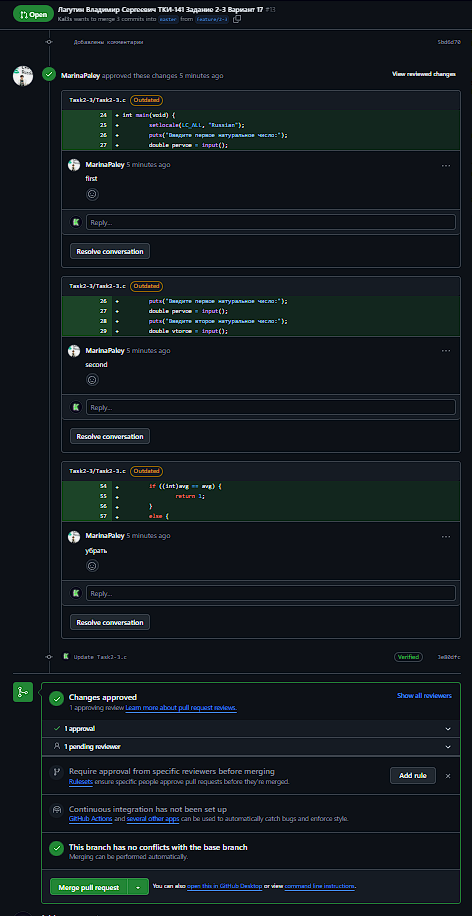 Open
Лагутин Владимир Сергеевич ТКИ-141 Задание 2-3 Вариант 17 #13
wants to merge 3 commits into master from feature/2-3
Добавлены комментарии 5bd6d70
MarinaPaley approved these changes 5 minutes ago View reviewed changes
Task2-3/Task2-3.c Outdated
24 + int main(void) {
25 + setlocale(LC_ALL, "Russian");
26 + puts("Введите первое натуральное число:");
27 + double pervoe = input();
MarinaPaley 5 minutes ago ...
first
Reply...
Resolve conversation
Task2-3/Task2-3.c Outdated
26 + puts("Введите первое натуральное число:");
27 + double pervoe = input();
28 + puts("Введите второе натуральное число:");
29 + double vtoroe = input();
MarinaPaley 5 minutes ago ...
second
Reply...
Resolve conversation
Task2-3/Task2-3.c Outdated
54 + if ((int)avg == avg) {
55 + return 1;
56 + }
57 + else {
MarinaPaley 5 minutes ago ...
убрать
Reply...
Resolve conversation
Update Task2-3.c Verified 3e80dfc
Changes approved Show all reviewers
1 approving review Learn more about pull request reviews.
1 approval
1 pending reviewer
Require approval from specific reviewers before merging
Rulesets ensure specific people approve pull requests before they're merged. Add rule ×
Continuous integration has not been set up
GitHub Actions and several other apps can be used to automatically catch bugs and enforce style.
This branch has no conflicts with the base branch
Merging can be performed automatically.
Merge pull request You can also open this in GitHub Desktop or view command line instructions.